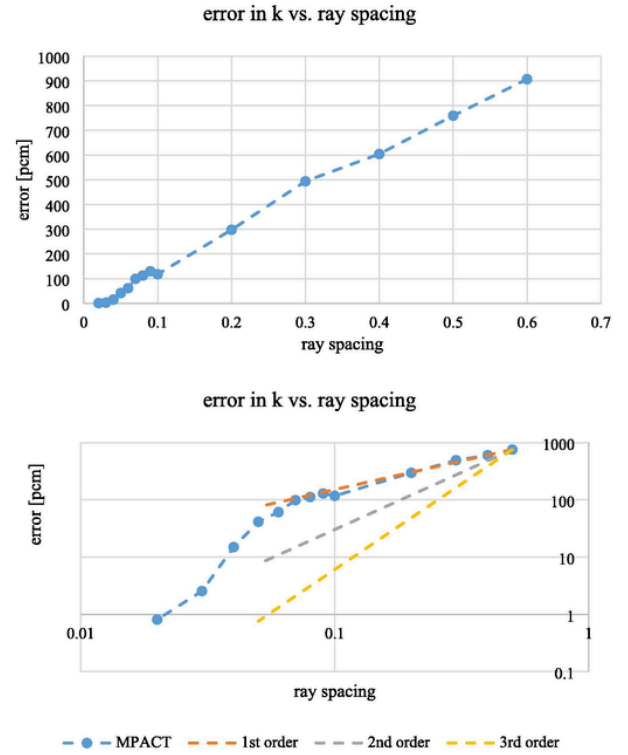 error in k vs. ray spacing
1000
900
800
700
600
500
400
300
200
100
0
error [pcm]
0 0.1 0.2 0.3 0.4 0.5 0.6 0.7
ray spacing
error in k vs. ray spacing
1000
100
10
1
0.1
error [pcm]
0.01 0.1 1
ray spacing
MPACT 1st order 2nd order 3rd order